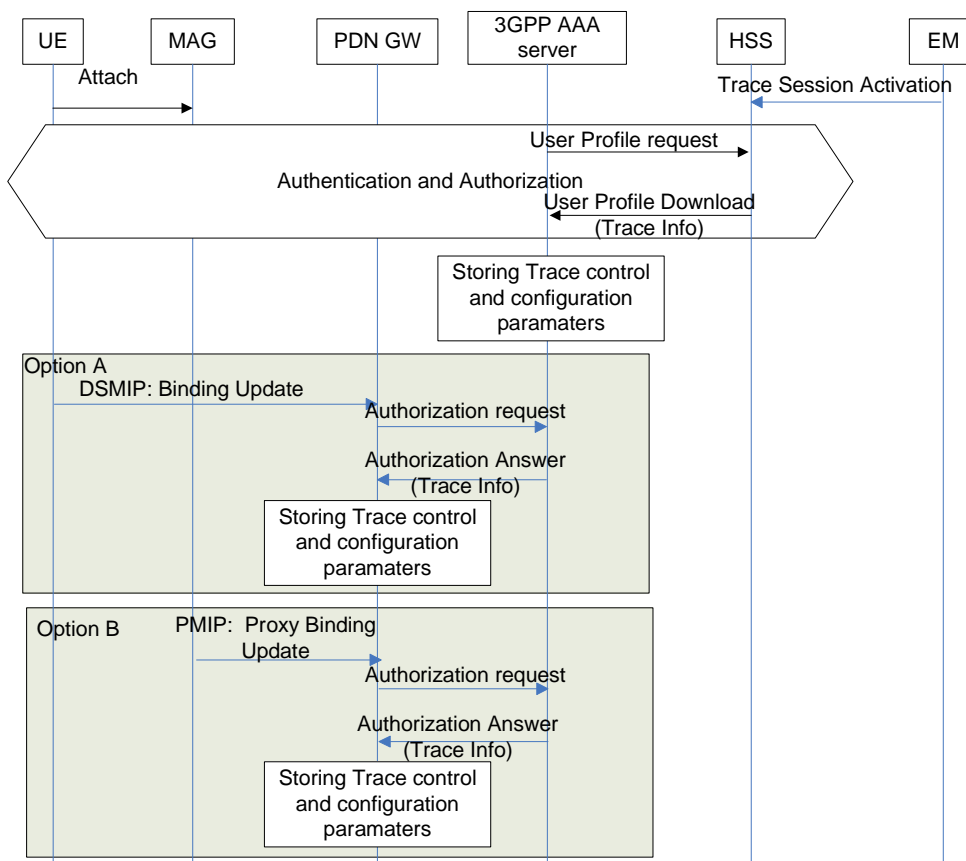 UE
MAG
PDN GW
3GPP AAA
server
HSS
EM
Attach
Trace Session Activation
User Profile request
Authentication and Authorization
User Profile Download
(Trace Info)
Storing Trace control
and configuration
paramaters
Option A
DSMIP: Binding Update
Authorization request
Authorization Answer
(Trace Info)
Storing Trace control
and configuration
paramaters
Option B
PMIP: Proxy Binding
Update
Authorization request
Authorization Answer
(Trace Info)
Storing Trace control
and configuration
paramaters